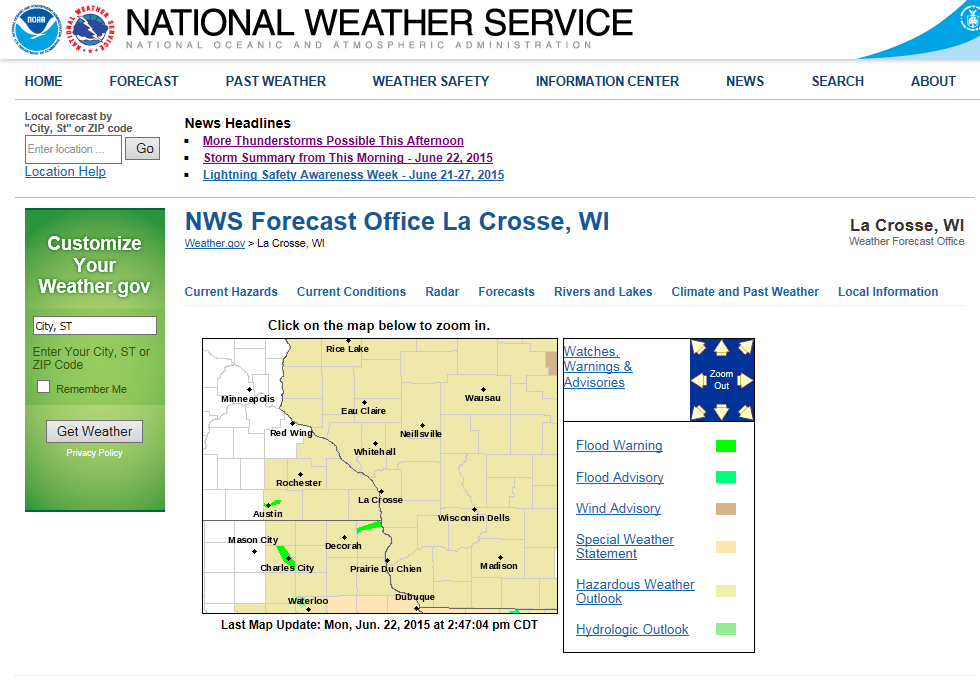 NOAA
NATIONAL WEATHER SERVICE
NATIONAL OCEANIC AND ATMOSPHERIC ADMINISTRATION
HOME FORECAST PAST WEATHER WEATHER SAFETY INFORMATION CENTER NEWS SEARCH ABOUT
Local forecast by
"City, St" or ZIP code
Enter location ... Go
Location Help
News Headlines
More Thunderstorms Possible This Afternoon
Storm Summary from This Morning - June 22, 2015
Lightning Safety Awareness Week - June 21-27, 2015
Customize
Your
Weather.gov
City, ST
Enter Your City, ST or
ZIP Code
Remember Me
Get Weather
Privacy Policy
NWS Forecast Office La Crosse, WI
Weather.gov > La Crosse, WI
La Crosse, WI
Weather Forecast Office
Current Hazards Current Conditions Radar Forecasts Rivers and Lakes Climate and Past Weather Local Information
Click on the map below to zoom in.
Rice Lake
Minneapolis
Wausau
Eau Claire
Red Wing
Neillsville
Whitehall
Rochester
La Crosse
Austin
Wisconsin Dells
Mason City
Decorah
Charles City
Prairie Du Chien
Madison
Waterloo
Dubuque
Last Map Update: Mon, Jun. 22, 2015 at 2:47:04 pm CDT
Watches,
Warnings &
Advisories
Zoom
Out
Flood Warning
Flood Advisory
Wind Advisory
Special Weather
Statement
Hazardous Weather
Outlook
Hydrologic Outlook